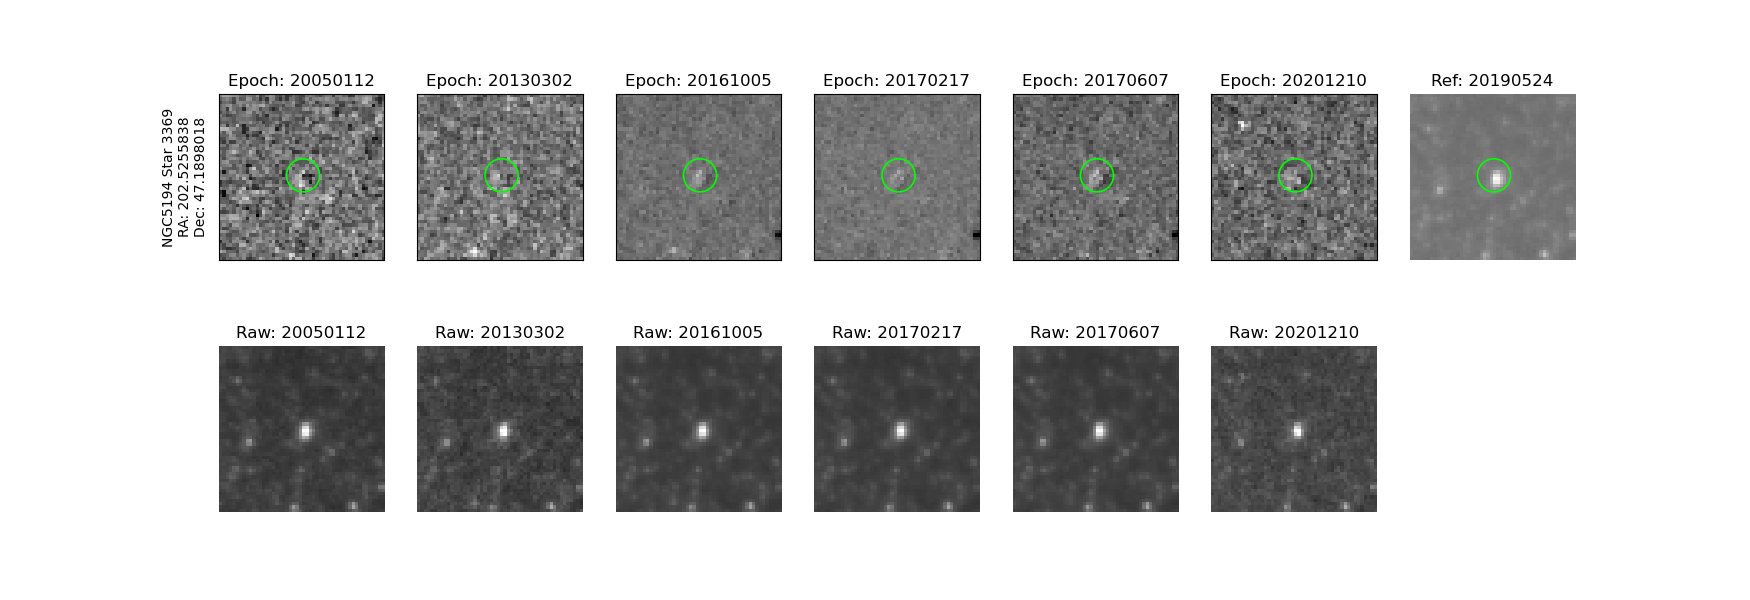 NGC5194 Star 3369
RA: 202.5255838
Dec: 47.1898018
Epoch: 20050112
Epoch: 20130302
Epoch: 20161005
Epoch: 20170217
Epoch: 20170607
Epoch: 20201210
Ref: 20190524
Raw: 20050112
Raw: 20130302
Raw: 20161005
Raw: 20170217
Raw: 20170607
Raw: 20201210